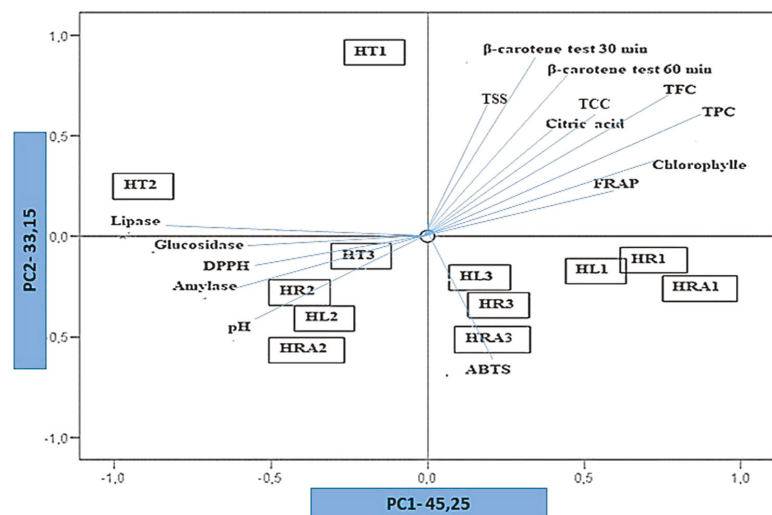 1,0
HT1
β-carotene test 30 min
β-carotene test 60 min
TSS
TCC
TFC
Citric acid
TPC
0,5
Chlorophylle
HT2
FRAP
Lipase
0,0
Glucosidase
HT3
DPPH
HL3
HL1
HR1
Amylase
HR2
HR3
HRA1
pH
HL2
-0,5
HRA2
HRA3
ABTS
-1,0
-1,0
-0,5
0,0
0,5
1,0
PC2- 33,15
PC1- 45,25